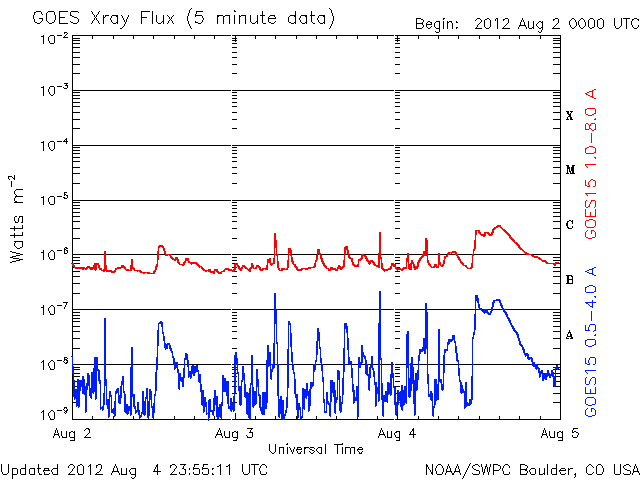 GOES Xray Flux (5 minute data)
Begin: 2012 Aug 2 0000 UTC
10⁻²
10⁻³
10⁻⁴
10⁻⁵
10⁻⁶
10⁻⁷
10⁻⁸
10⁻⁹
Watts m⁻²
X
M
C
B
A
GOES15 1.0–8.0 A
GOES15 0.5–4.0 A
Aug 2
Aug 3
Aug 4
Aug 5
Universal Time
Updated 2012 Aug 4 23:55:11 UTC
NOAA/SWPC Boulder, CO USA